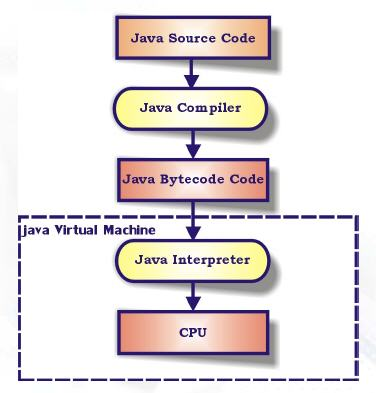 Java Source Code
Java Compiler
Java Bytecode Code
java Virtual Machine
Java Interpreter
CPU